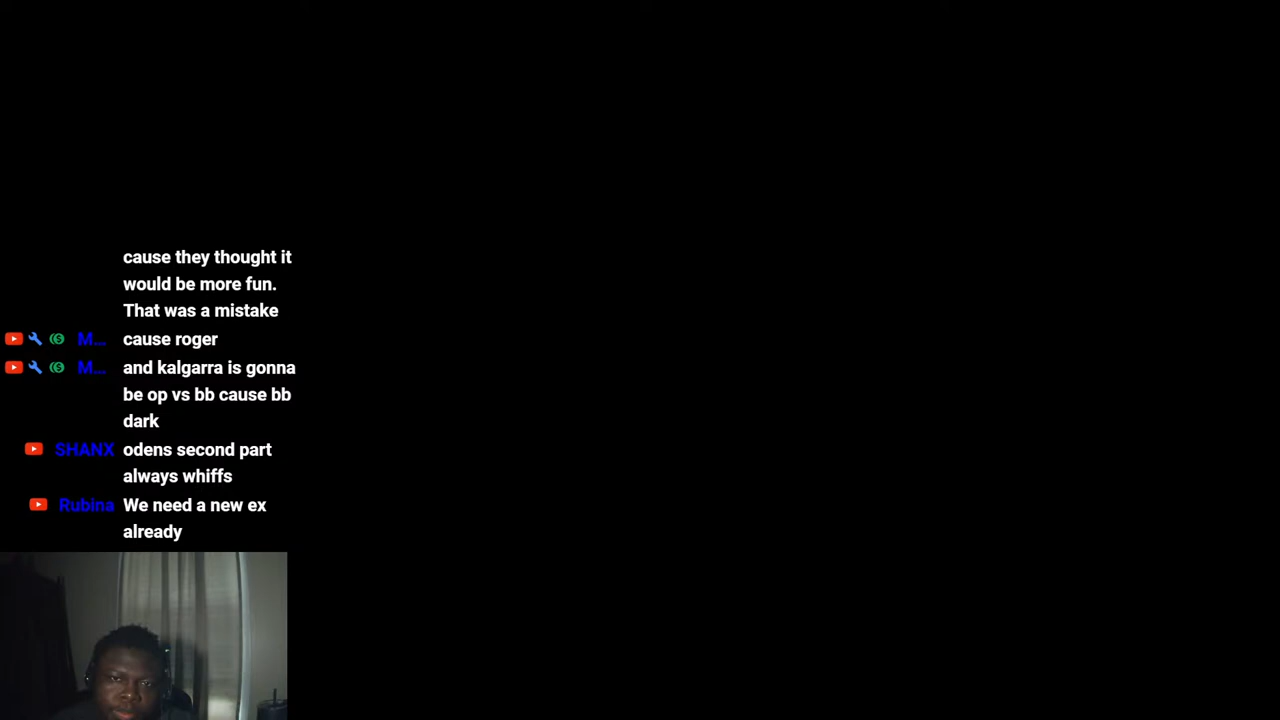 cause they thought it
would be more fun.
That was a mistake
M... cause roger
M... and kalgarra is gonna
be op vs bb cause bb
dark
SHANX odens second part
always whiffs
Rubina We need a new ex
already